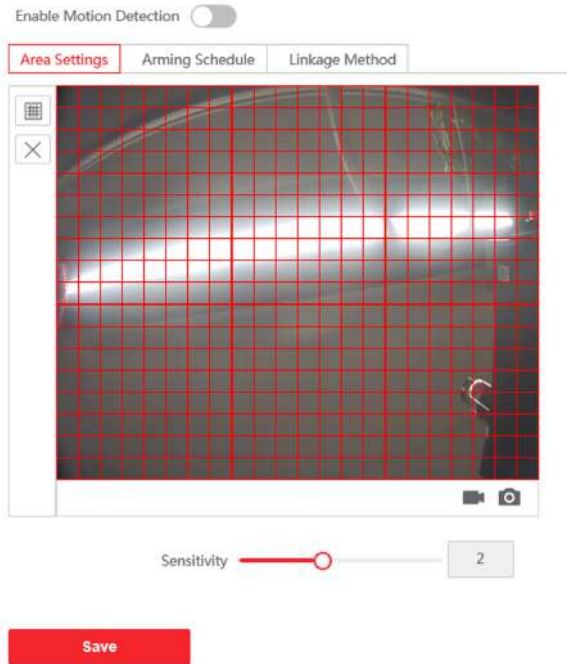 Enable Motion Detection
Area Settings Arming Schedule Linkage Method
Sensitivity 2
Save